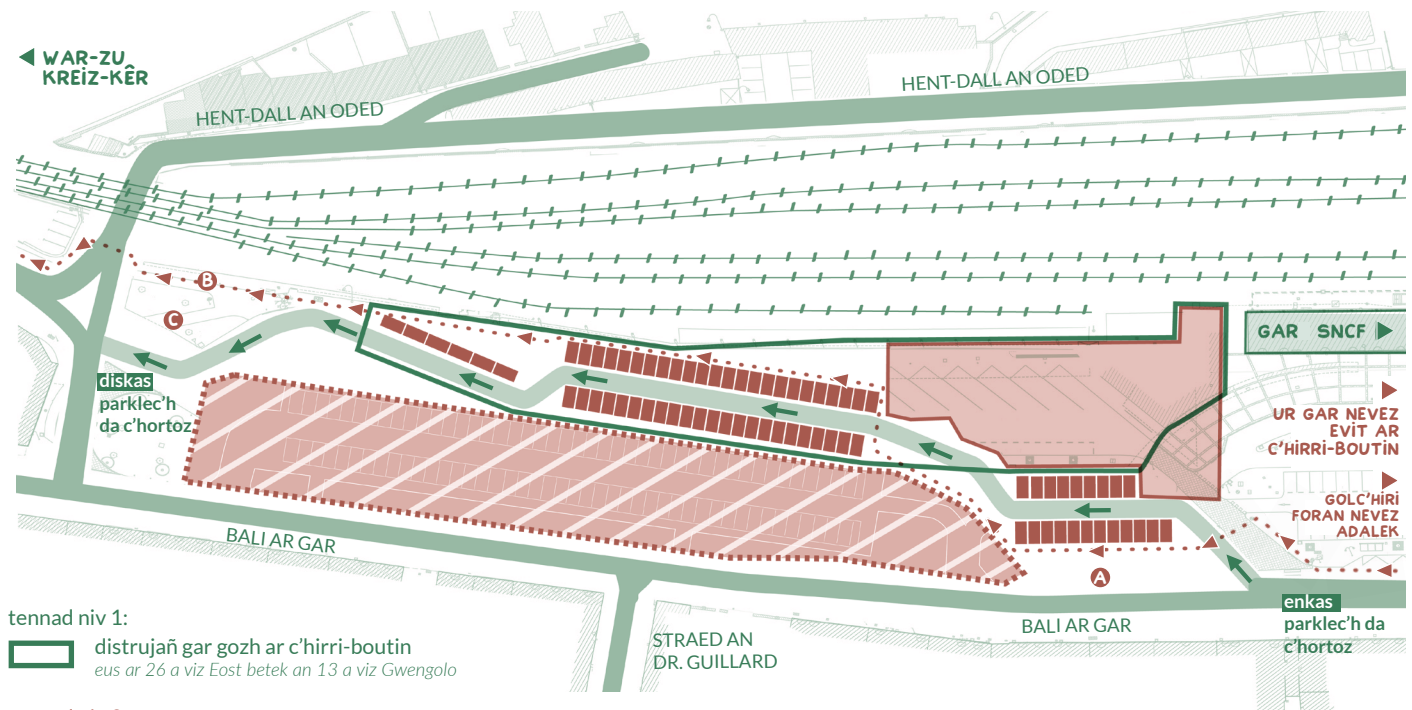 WAR-ZU
KREIZ-KÊR
HENT-DALL AN ODED
HENT-DALL AN ODED
B
C
GAR SNCF
UR GAR NEVEZ
EVIT AR
C'HIRRI-BOUTIN
GOLC'HIRI
FORAN NEVEZ
ADALEK
diskas
parklec'h
da c'hortoz
A
BALI AR GAR
enkas
parklec'h da
c'hortoz
BALI AR GAR
STRAED AN
DR. GUILLARD
tennad niv 1:
distrujañ gar gozh ar c'hirri-boutin
eus ar 26 a viz Eost betek an 13 a viz Gwengolo